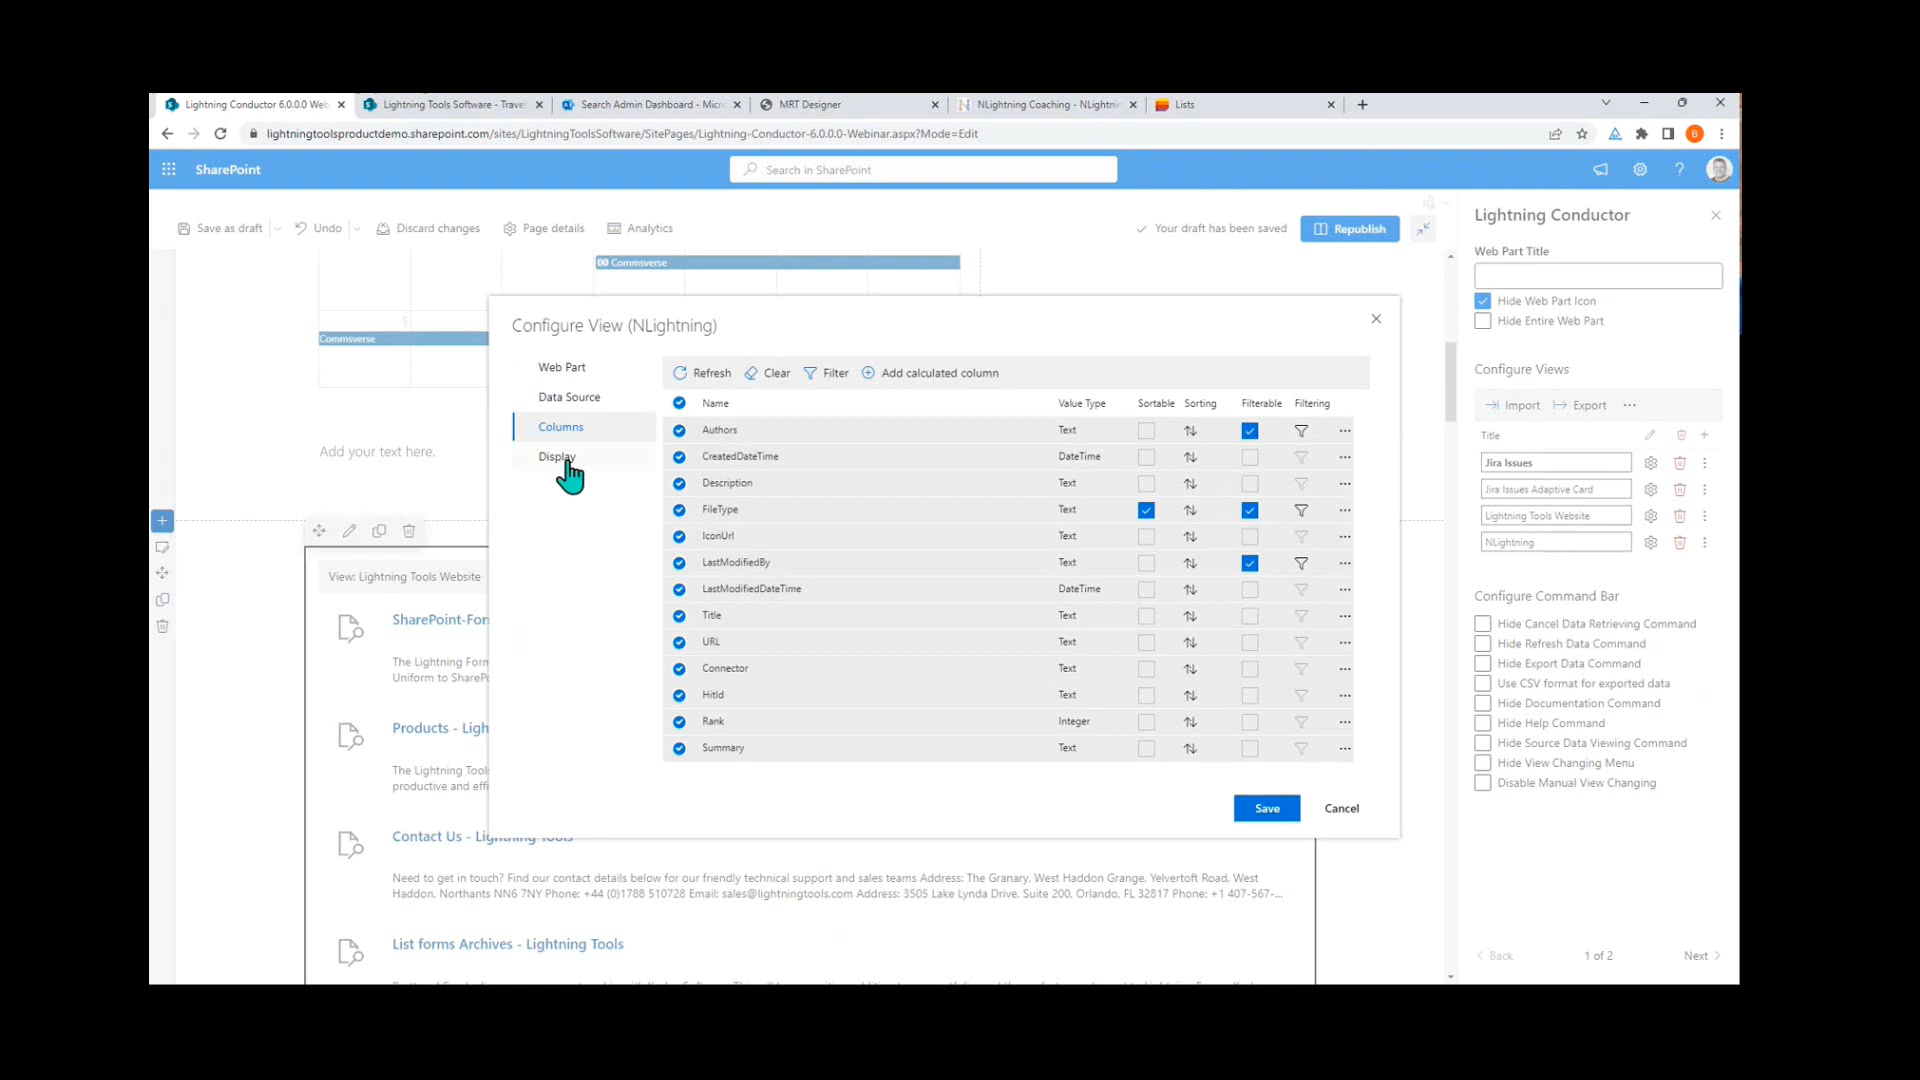 Lightning Conductor 6.0.0.0 Web
Lightning Tools Software - Trave
Search Admin Dashboard - Micro
MRT Designer
NLightning Coaching - NLightnin
Lists
lightningtoolsproductdemo.sharepoint.com/sites/LightningToolsSoftware/SitePages/Lightning-Conductor-6.0.0.0-Webinar.aspx?Mode=Edit
B
SharePoint
Search in SharePoint
Save as draft
Undo
Discard changes
Page details
Analytics
Your draft has been saved
Republish
00 Commsverse
5
Commsverse
Add your text here.
View: Lightning Tools Website
SharePoint-For
The Lightning Form
Uniform to SharePo
Products - Ligh
The Lightning Tools
productive and effi
Contact Us - Lightning Tools
Need to get in touch? Find our contact details below for our friendly technical support and sales teams Address: The Granary, West Haddon Grange, Yelvertoft Road, West
Haddon, Northants NN6 7NY Phone: +44 (0)1788 510728 Email: sales@lightningtools.com Address: 3505 Lake Lynda Drive, Suite 200, Orlando, FL 32817 Phone: +1 407-567-...
List forms Archives - Lightning Tools
Configure View (NLightning)
Web Part
Data Source
Columns
Display
Refresh Clear Filter Add calculated column
Name Value Type Sortable Sorting Filterable Filtering
Authors Text
CreatedDateTime DateTime
Description Text
FileType Text
IconUrl Text
LastModifiedBy Text
LastModifiedDateTime DateTime
Title Text
URL Text
Connector Text
HitId Text
Rank Integer
Summary Text
Save Cancel
Lightning Conductor
Web Part Title
Hide Web Part Icon
Hide Entire Web Part
Configure Views
Import Export
Title
Jira Issues
Jira Issues Adaptive Card
Lightning Tools Website
NLightning
Configure Command Bar
Hide Cancel Data Retrieving Command
Hide Refresh Data Command
Hide Export Data Command
Use CSV format for exported data
Hide Documentation Command
Hide Help Command
Hide Source Data Viewing Command
Hide View Changing Menu
Disable Manual View Changing
Back 1 of 2 Next